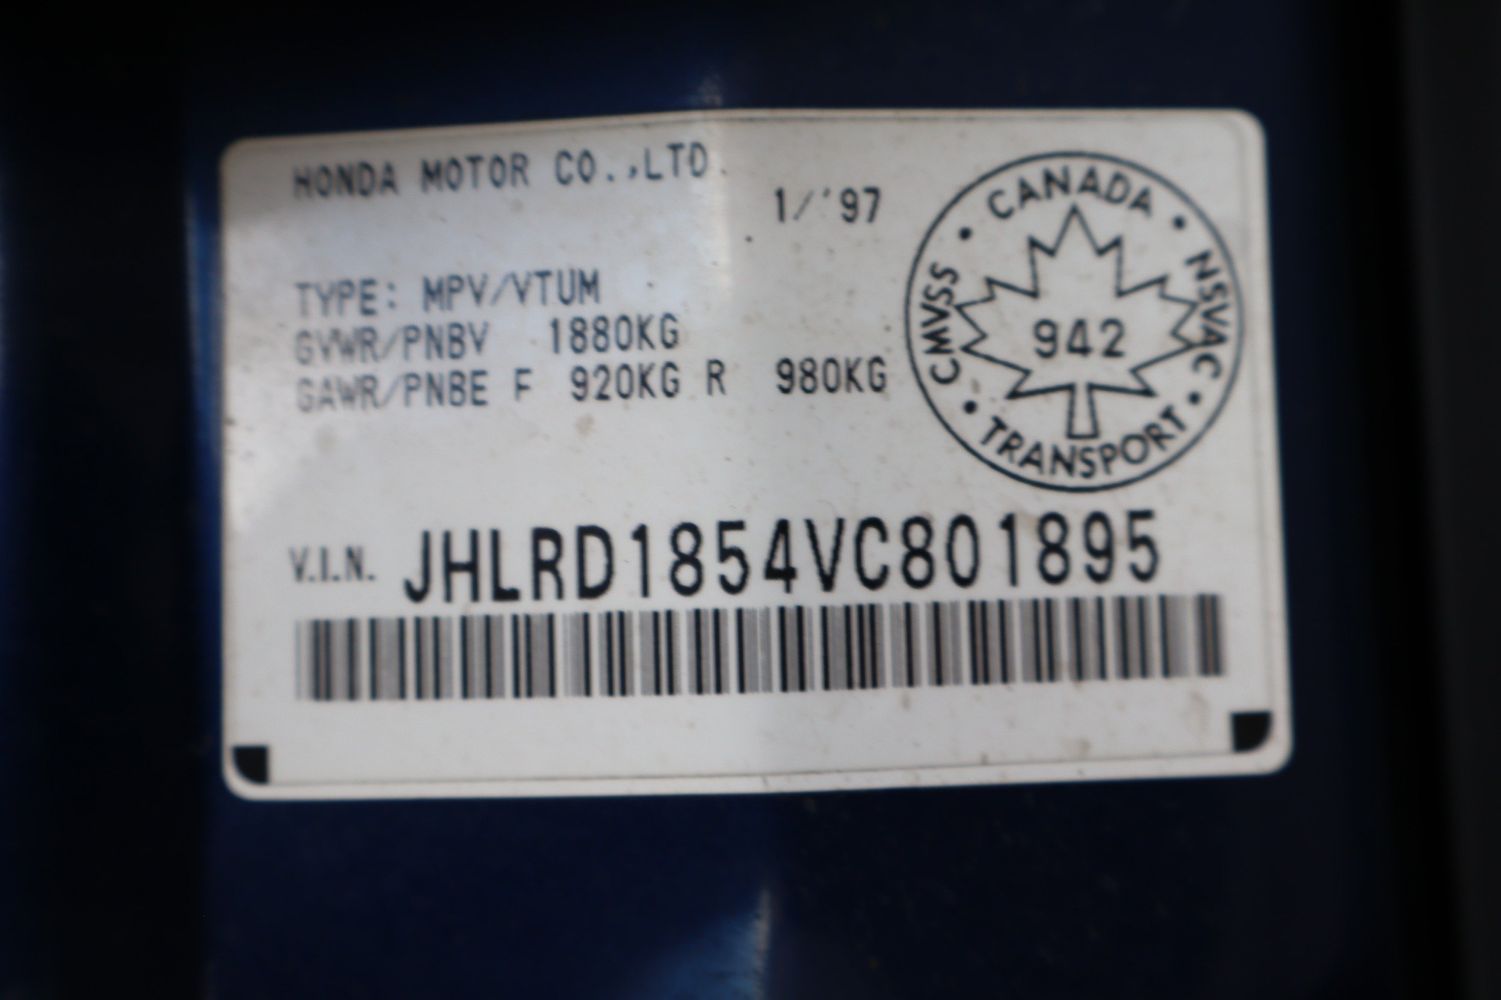 HONDA MOTOR CO.,LTD.
1/'97
TYPE: MPV/VTUM
GVWR/PNBV 1880KG
GAWR/PNBE F 920KG R 980KG
CANADA • NSVAC • TRANSPORT • CMVSS •
942
V.I.N. JHLRD1854VC801895